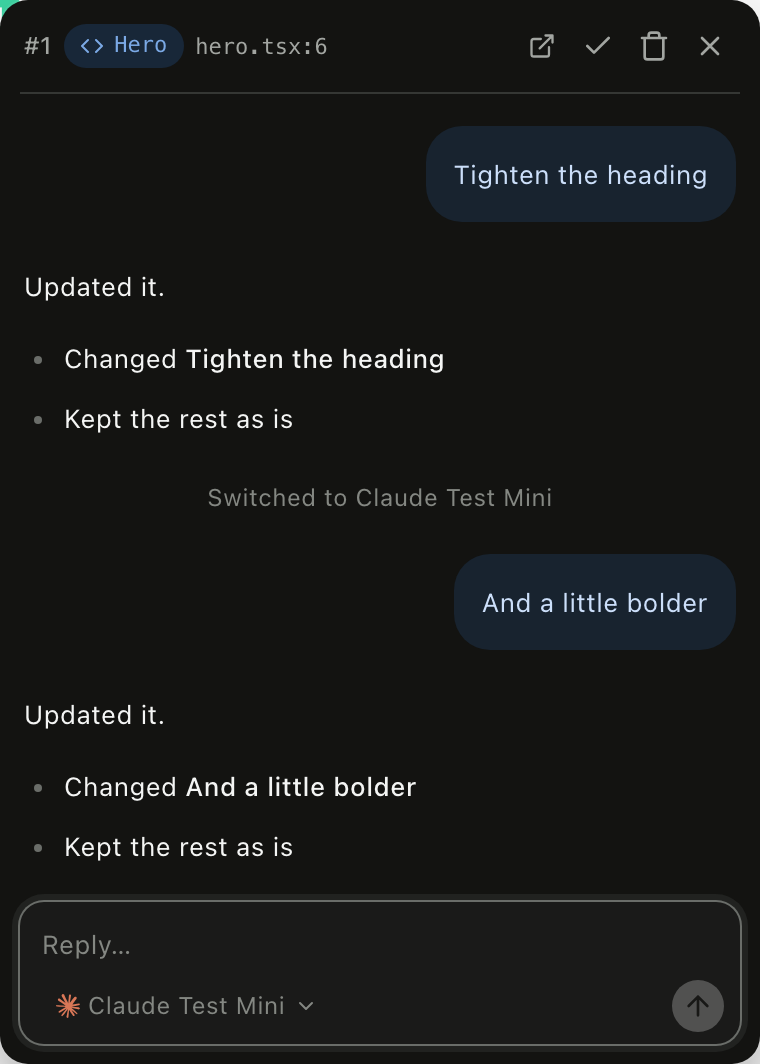 #1 <> Hero hero.tsx:6
Tighten the heading
Updated it.
• Changed Tighten the heading
• Kept the rest as is
Switched to Claude Test Mini
And a little bolder
Updated it.
• Changed And a little bolder
• Kept the rest as is
Reply...
Claude Test Mini